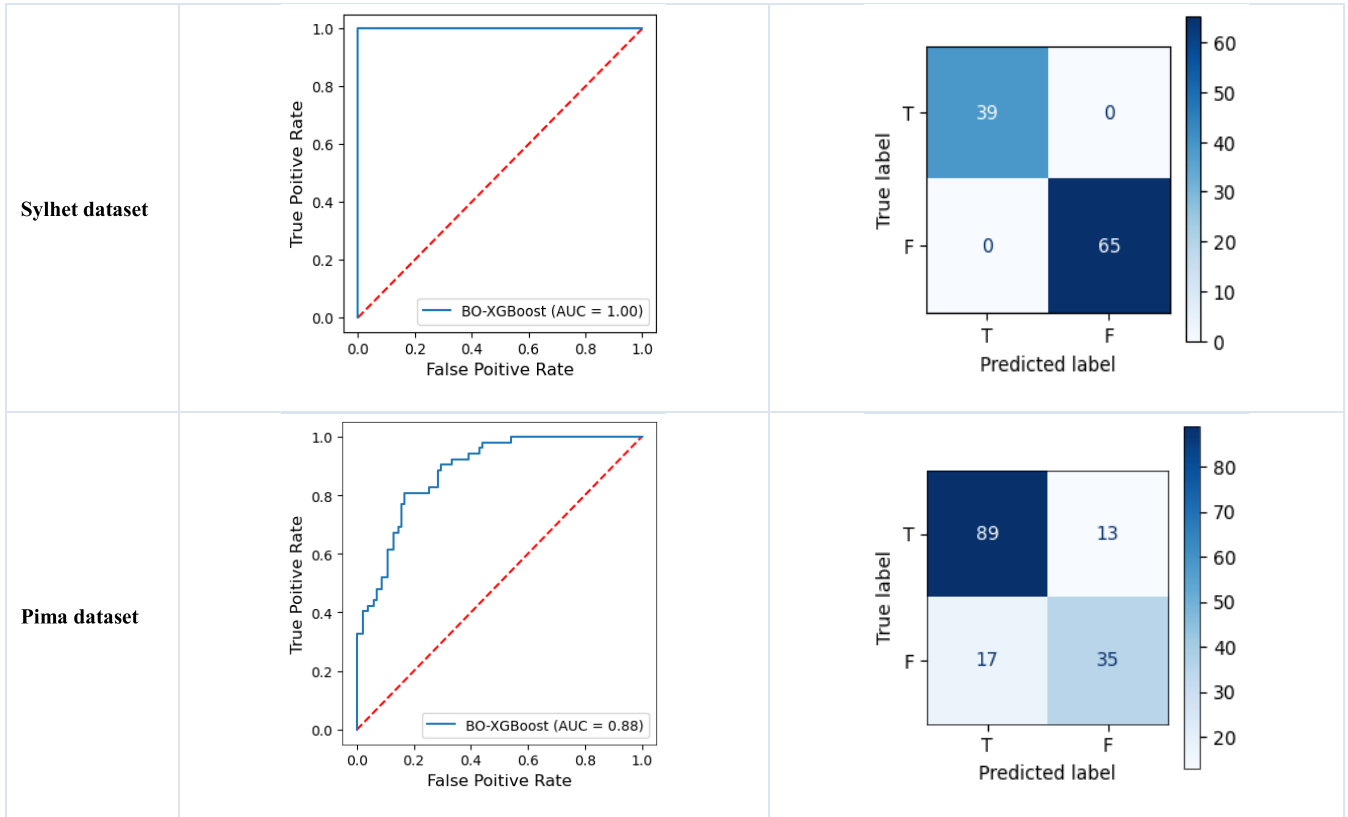 Sylhet dataset
1.0
0.8
0.6
0.4
0.2
0.0
True Poitive Rate
BO-XGBoost (AUC = 1.00)
0.0 0.2 0.4 0.6 0.8 1.0
False Poitive Rate
True label
T 39 0
F 0 65
T F
Predicted label
60
50
40
30
20
10
0
Pima dataset
1.0
0.8
0.6
0.4
0.2
0.0
True Poitive Rate
BO-XGBoost (AUC = 0.88)
0.0 0.2 0.4 0.6 0.8 1.0
False Poitive Rate
True label
T 89 13
F 17 35
T F
Predicted label
80
70
60
50
40
30
20